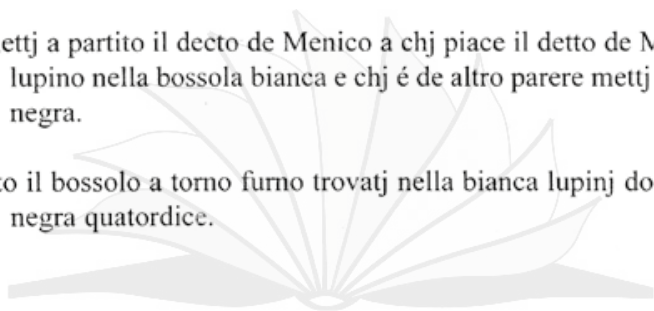 ettj a partito il decto de Menico a chj piace il detto de M
lupino nella bossola bianca e chj é de altro parere mettj
negra.
to il bossolo a torno furno trovatj nella bianca lupinj do
negra quatordice.